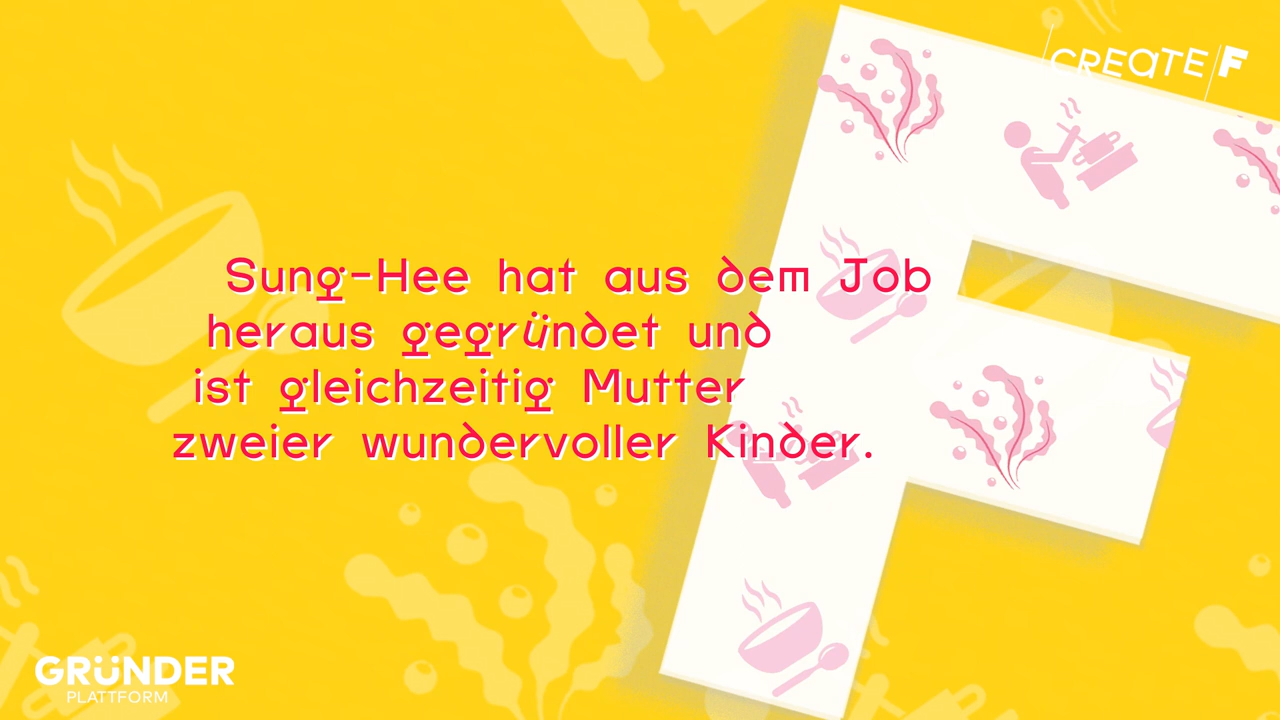 CREATE F
Sung-Hee hat aus dem Job
heraus gegründet und
ist gleichzeitig Mutter
zweier wundervoller Kinder.
GRÜNDER
PLATTFORM